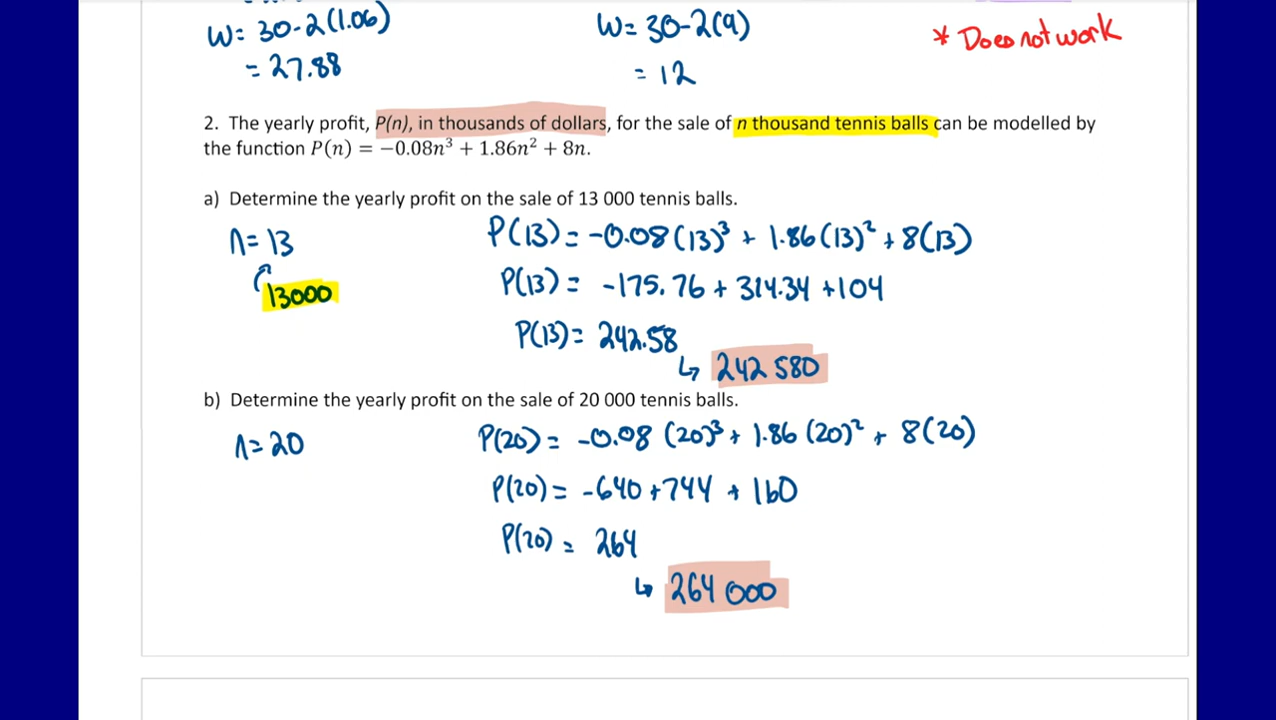 W= 30-2(1.06)
W= 30-2(9)
* Does not work
= 27.88
= 12
2. The yearly profit, P(n), in thousands of dollars, for the sale of n thousand tennis balls can be modelled by
the function P(n) = −0.08n³ + 1.86n² + 8n.
a) Determine the yearly profit on the sale of 13 000 tennis balls.
n= 13
P(13) = -0.08(13)³ + 1.86(13)² + 8(13)
13000
P(13) = -175.76 + 314.34 +104
P(13)= 242.58
↳ 242 580
b) Determine the yearly profit on the sale of 20 000 tennis balls.
n=20
P(20) = -0.08 (20)³ + 1.86 (20)² + 8(20)
P(20) = -640 +744 + 160
P(20) = 264
↳ 264 000